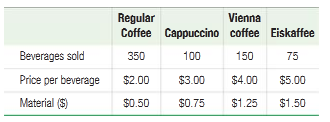 Regular Coffee Cappuccino Vienna coffee Eiskaffee
Beverages sold 350 100 150 75
Price per beverage $2.00 $3.00 $4.00 $5.00
Material ($) $0.50 $0.75 $1.25 $1.50